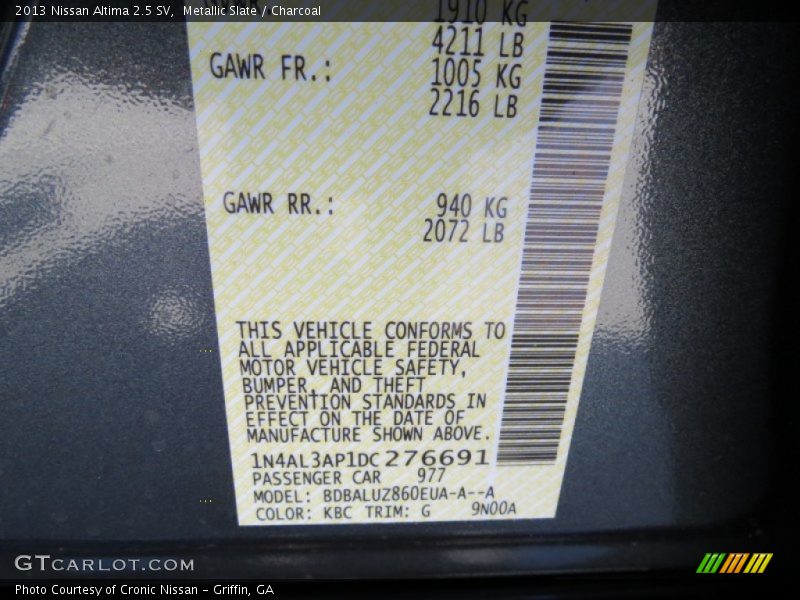 2013 Nissan Altima 2.5 SV, Metallic Slate / Charcoal
1910 KG
4211 LB
GAWR FR.: 1005 KG
2216 LB
GAWR RR.: 940 KG
2072 LB
THIS VEHICLE CONFORMS TO
ALL APPLICABLE FEDERAL
MOTOR VEHICLE SAFETY,
BUMPER, AND THEFT
PREVENTION STANDARDS IN
EFFECT ON THE DATE OF
MANUFACTURE SHOWN ABOVE.
1N4AL3AP1DC276691
PASSENGER CAR 977
MODEL: BDBALUZ860EUA-A--A
COLOR: KBC TRIM: G 9N00A
GTCARLOT.COM
Photo Courtesy of Cronic Nissan - Griffin, GA